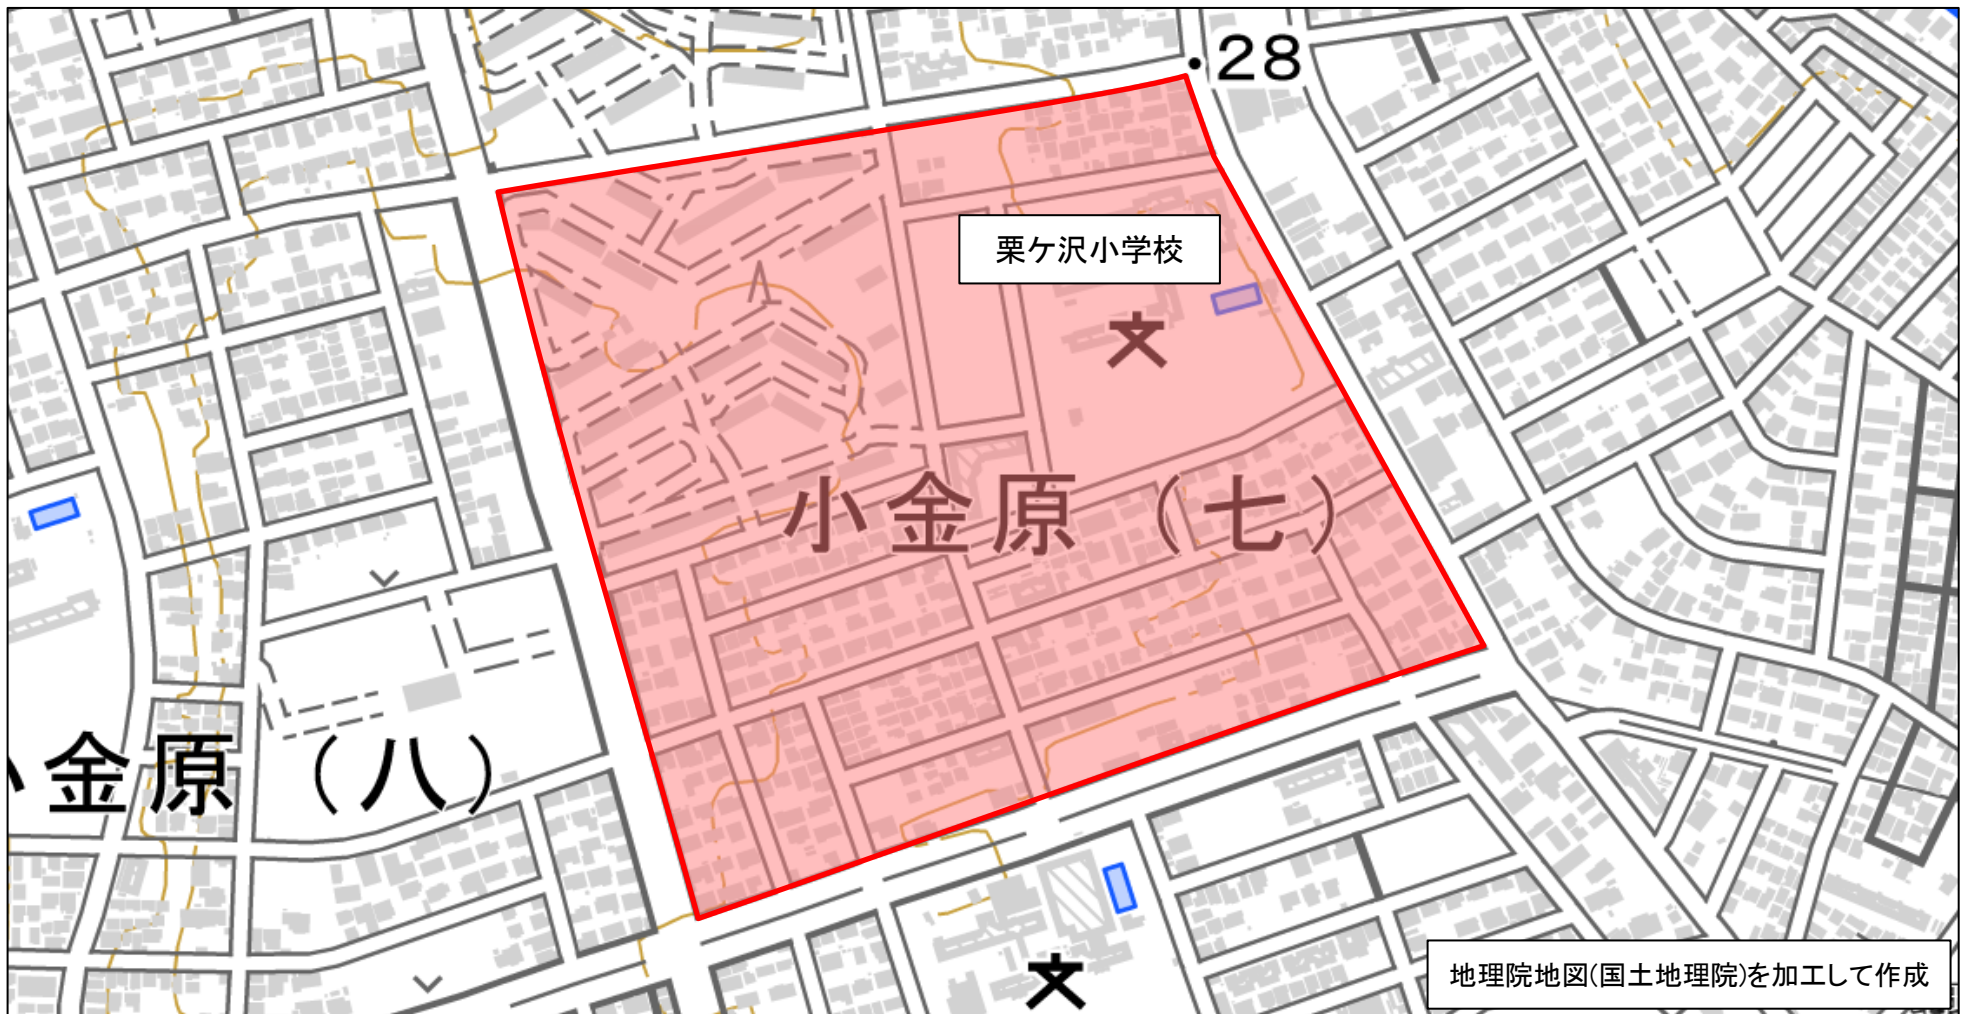 28
栗ケ沢小学校
小金原（七）
小金原（八）
地理院地図(国土地理院)を加工して作成